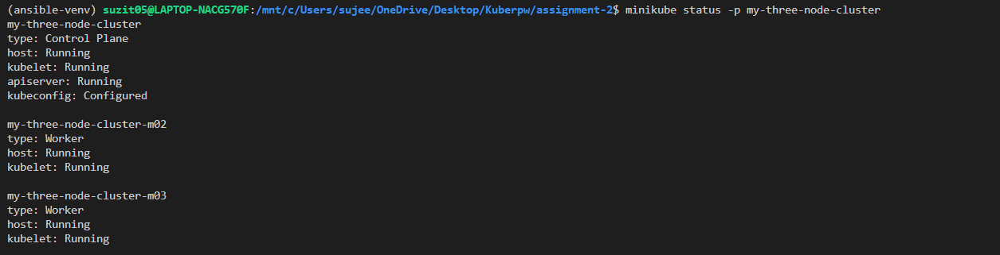 (ansible-venv) suzit05@LAPTOP-NACG570F:/mnt/c/Users/sujee/OneDrive/Desktop/Kuberpw/assignment-2$ minikube status -p my-three-node-cluster
my-three-node-cluster
type: Control Plane
host: Running
kubelet: Running
apiserver: Running
kubeconfig: Configured
my-three-node-cluster-m02
type: Worker
host: Running
kubelet: Running
my-three-node-cluster-m03
type: Worker
host: Running
kubelet: Running